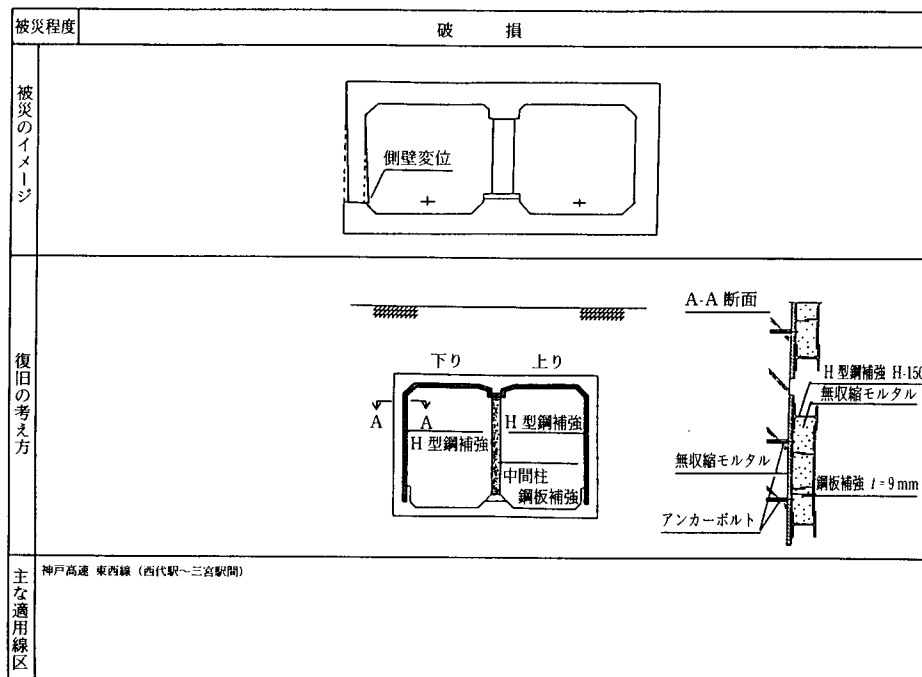 被災程度
破 損
被災のイメージ
側壁変位
復旧の考え方
下り 上り
A A
H型鋼補強 H型鋼補強
中間柱
鋼板補強
A-A 断面
H型鋼補強 H-150
無収縮モルタル
無収縮モルタル
鋼板補強 t=9mm
アンカーボルト
主な適用線区
神戸高速 東西線(西代駅〜三宮駅間)